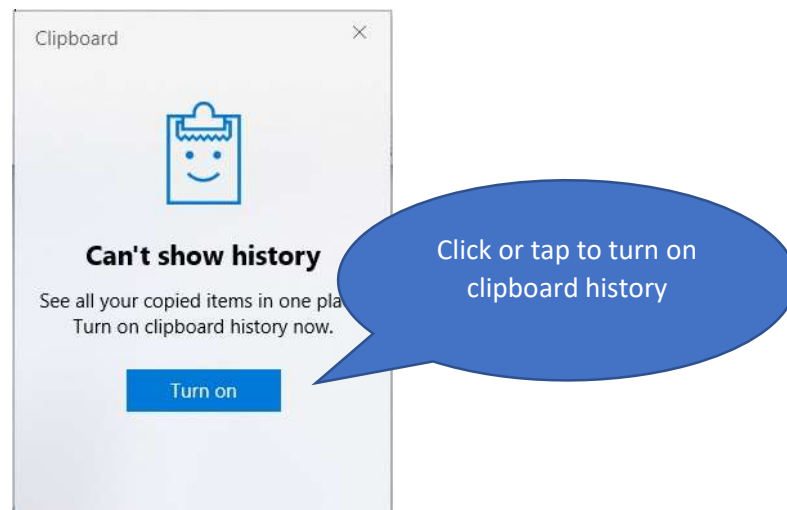 Clipboard
Can't show history
See all your copied items in one pla
Turn on clipboard history now.
Turn on
Click or tap to turn on
clipboard history